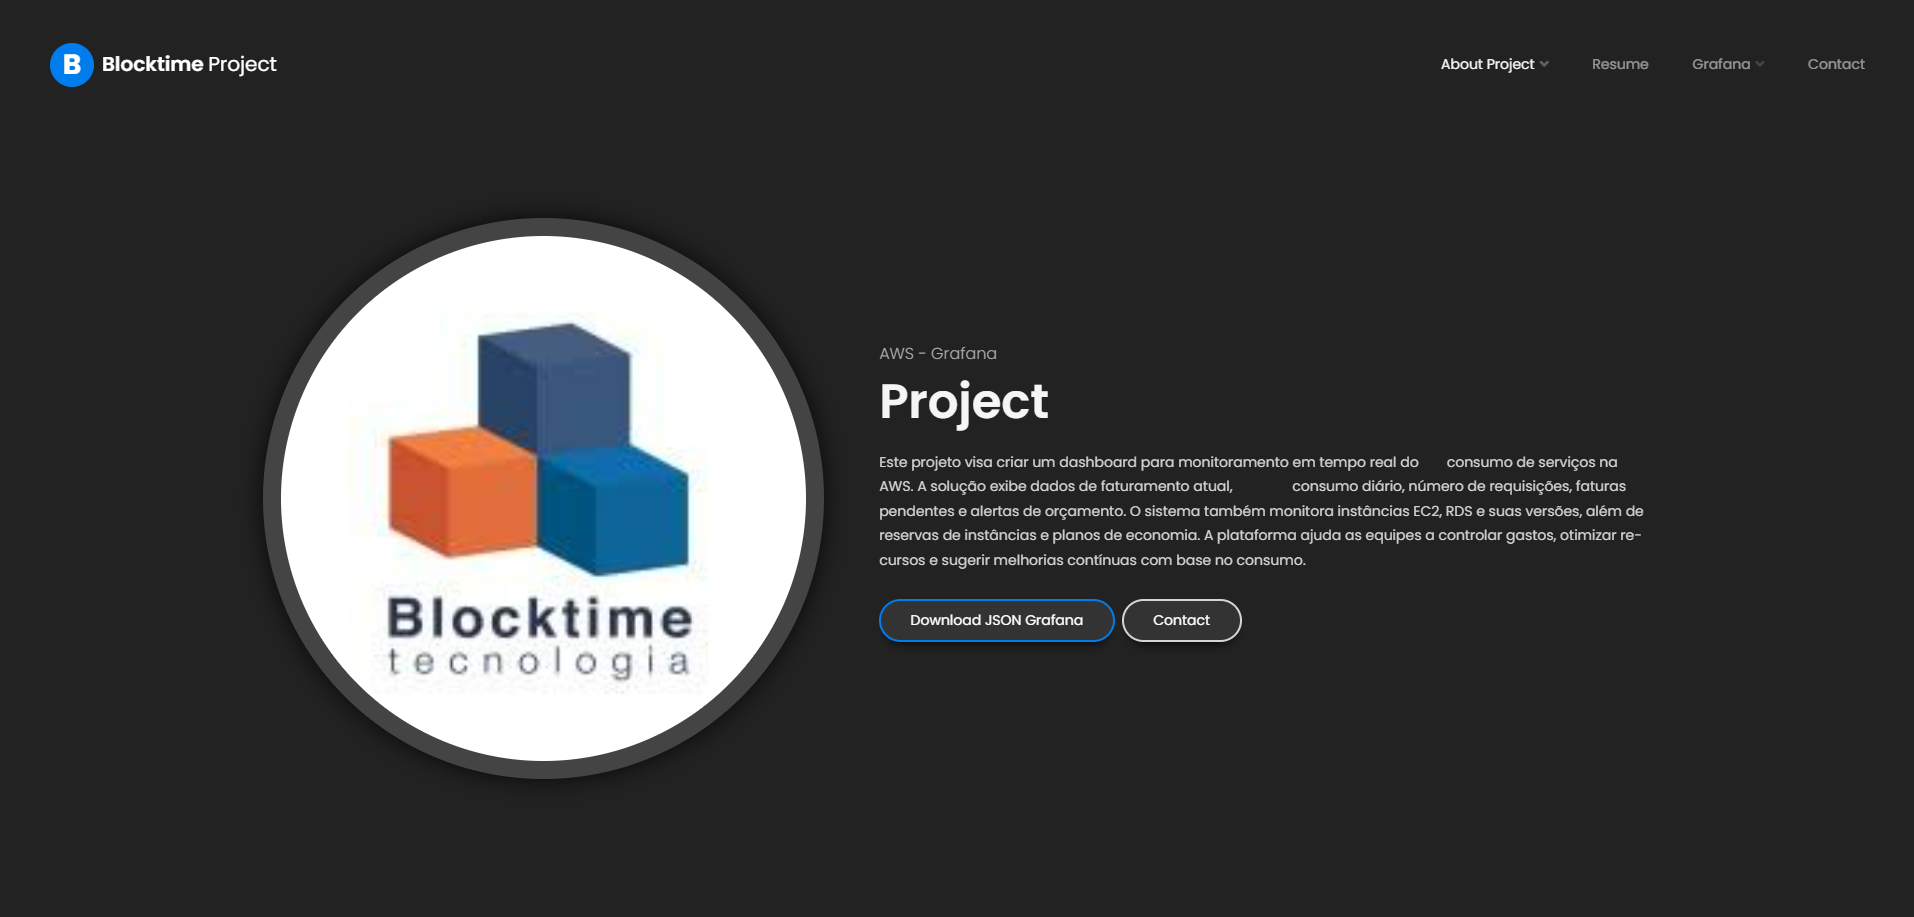 B Blocktime Project
About Project Resume Grafana Contact
Blocktime
tecnologia
AWS - Grafana
Project
Este projeto visa criar um dashboard para monitoramento em tempo real do consumo de serviços na
AWS. A solução exibe dados de faturamento atual, consumo diário, número de requisições, faturas
pendentes e alertas de orçamento. O sistema também monitora instâncias EC2, RDS e suas versões, além de
reservas de instâncias e planos de economia. A plataforma ajuda as equipes a controlar gastos, otimizar re-
cursos e sugerir melhorias contínuas com base no consumo.
Download JSON Grafana Contact